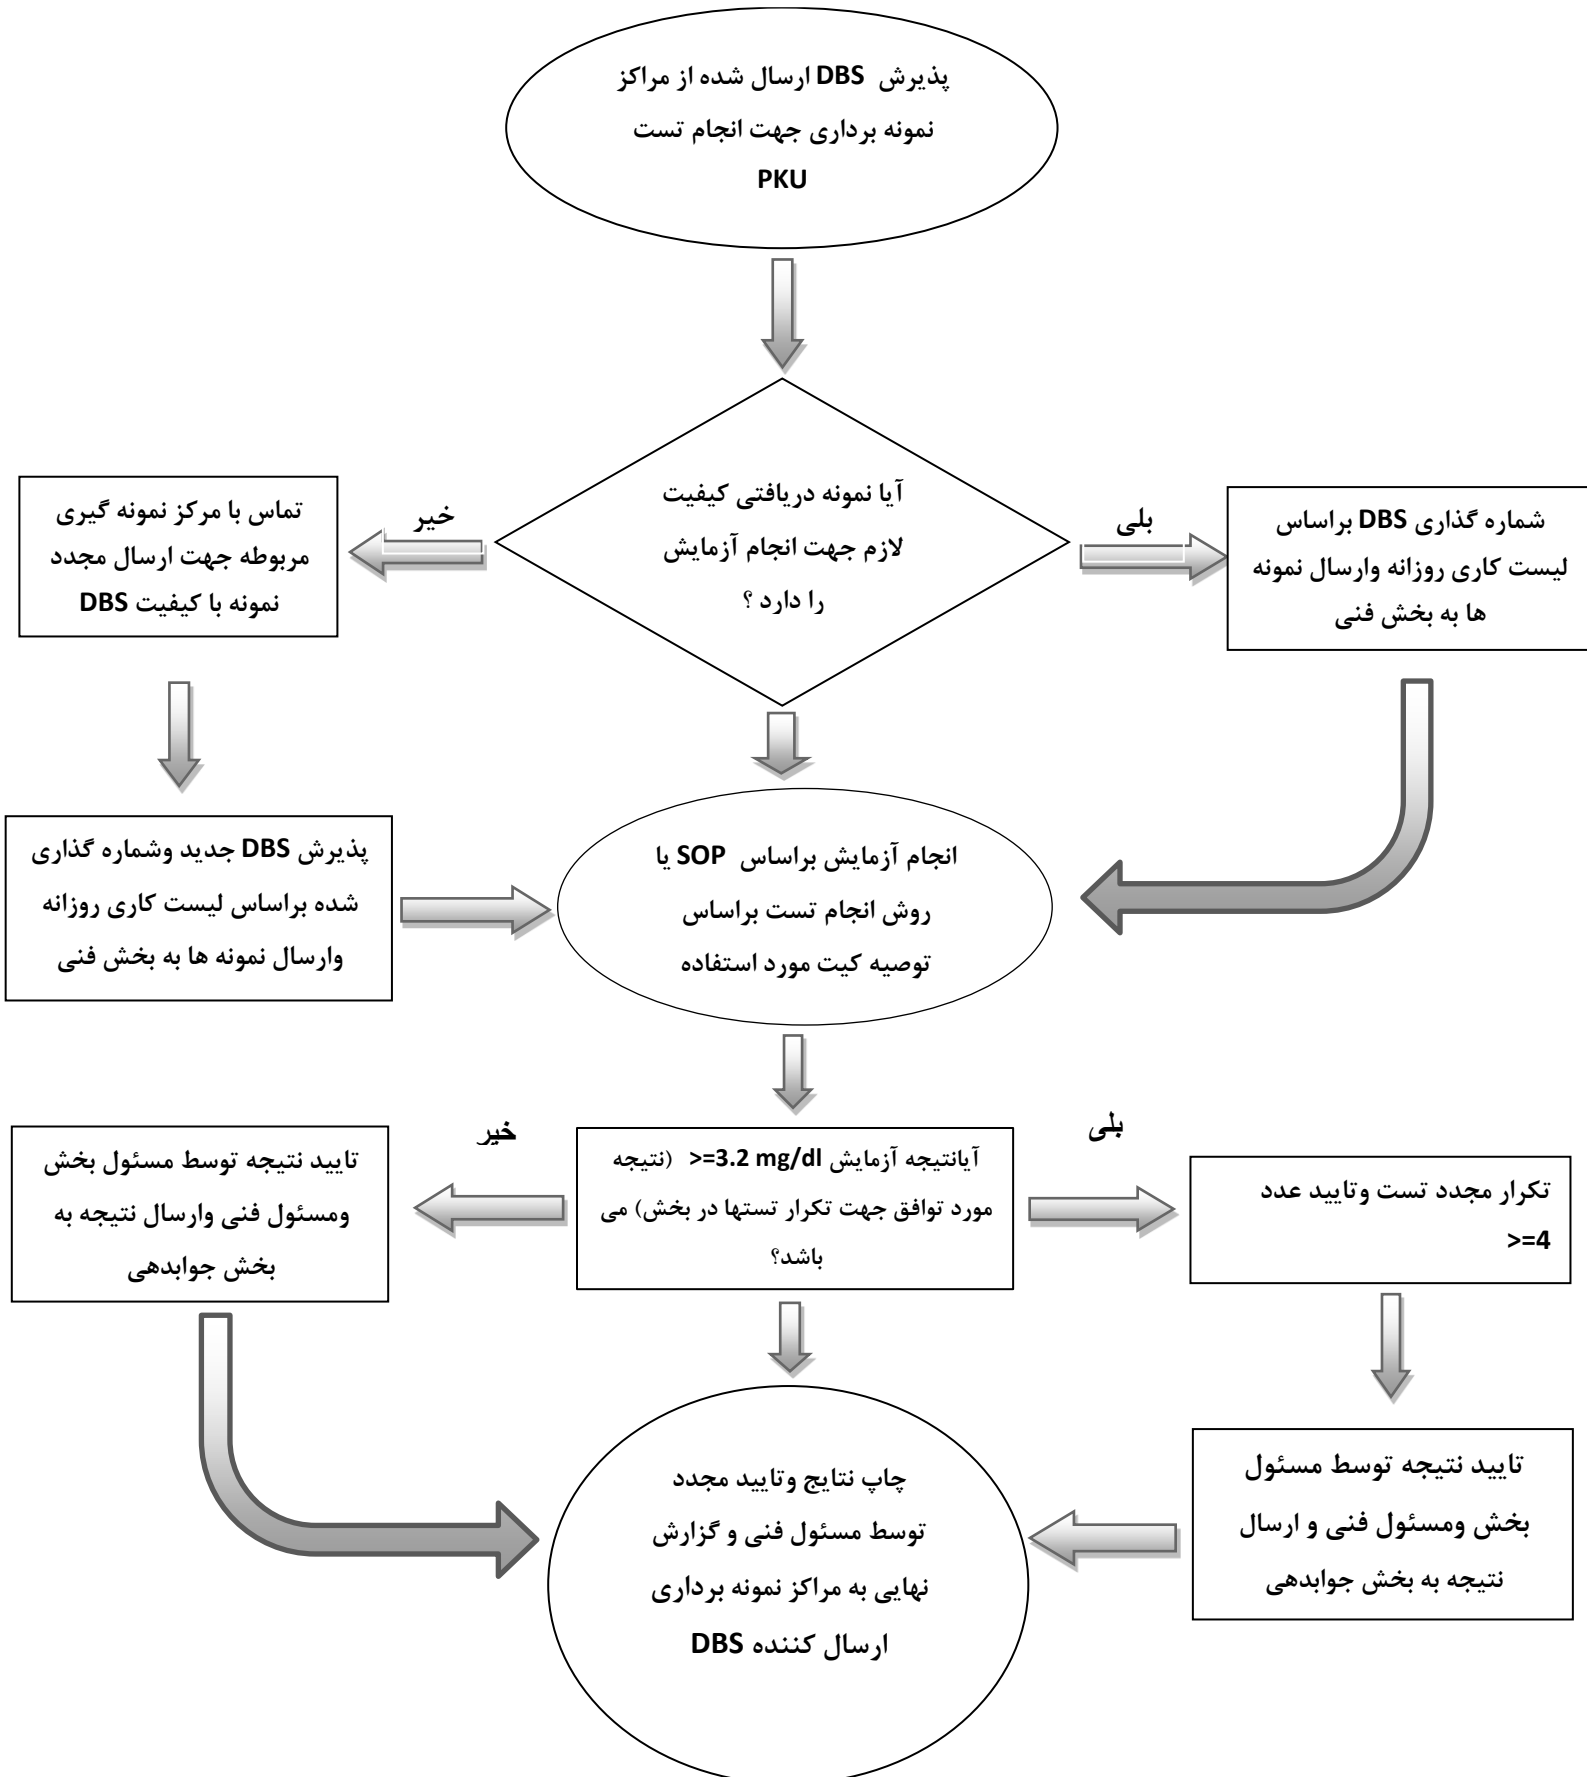 پذیرش DBS ارسال شده از مراکز
نمونه برداری جهت انجام تست
PKU
آیا نمونه دریافتی کیفیت
لازم جهت انجام آزمایش
را دارد ؟
بلی
شماره گذاری DBS براساس
لیست کاری روزانه وارسال نمونه
ها به بخش فنی
خیر
تماس با مرکز نمونه گیری
مربوطه جهت ارسال مجدد
نمونه با کیفیت DBS
پذیرش DBS جدید وشماره گذاری
شده براساس لیست کاری روزانه
وارسال نمونه ها به بخش فنی
انجام آزمایش براساس SOP یا
روش انجام تست براساس
توصیه کیت مورد استفاده
آیانتیجه آزمایش >=3.2 mg/dl (نتیجه
مورد توافق جهت تکرار تستها در بخش) می
باشد؟
بلی
تکرار مجدد تست وتایید عدد
>=4
تایید نتیجه توسط مسئول
بخش ومسئول فنی و ارسال
نتیجه به بخش جوابدهی
خیر
تایید نتیجه توسط مسئول بخش
ومسئول فنی وارسال نتیجه به
بخش جوابدهی
چاپ نتایج وتایید مجدد
توسط مسئول فنی و گزارش
نهایی به مراکز نمونه برداری
ارسال کننده DBS